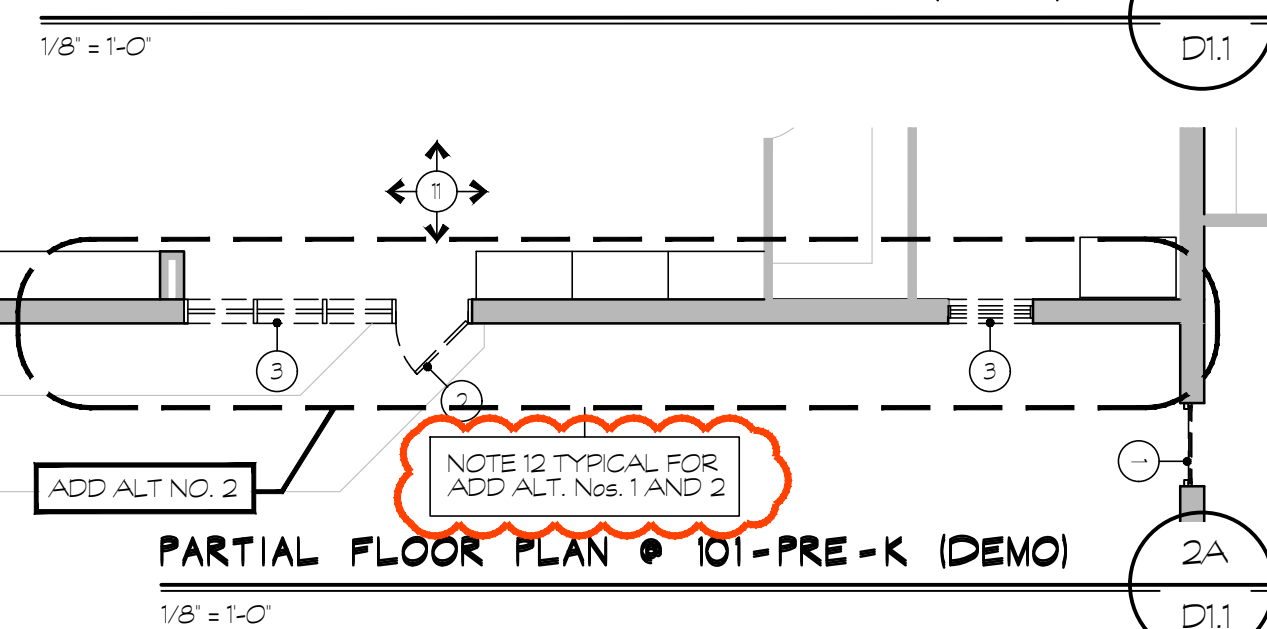 1/8" = 1'-0"
D1.1
11
3
2
3
1
NOTE 12 TYPICAL FOR
ADD ALT. Nos. 1 AND 2
ADD ALT NO. 2
PARTIAL FLOOR PLAN @ 101-PRE-K (DEMO)
2A
1/8" = 1'-0"
D1.1